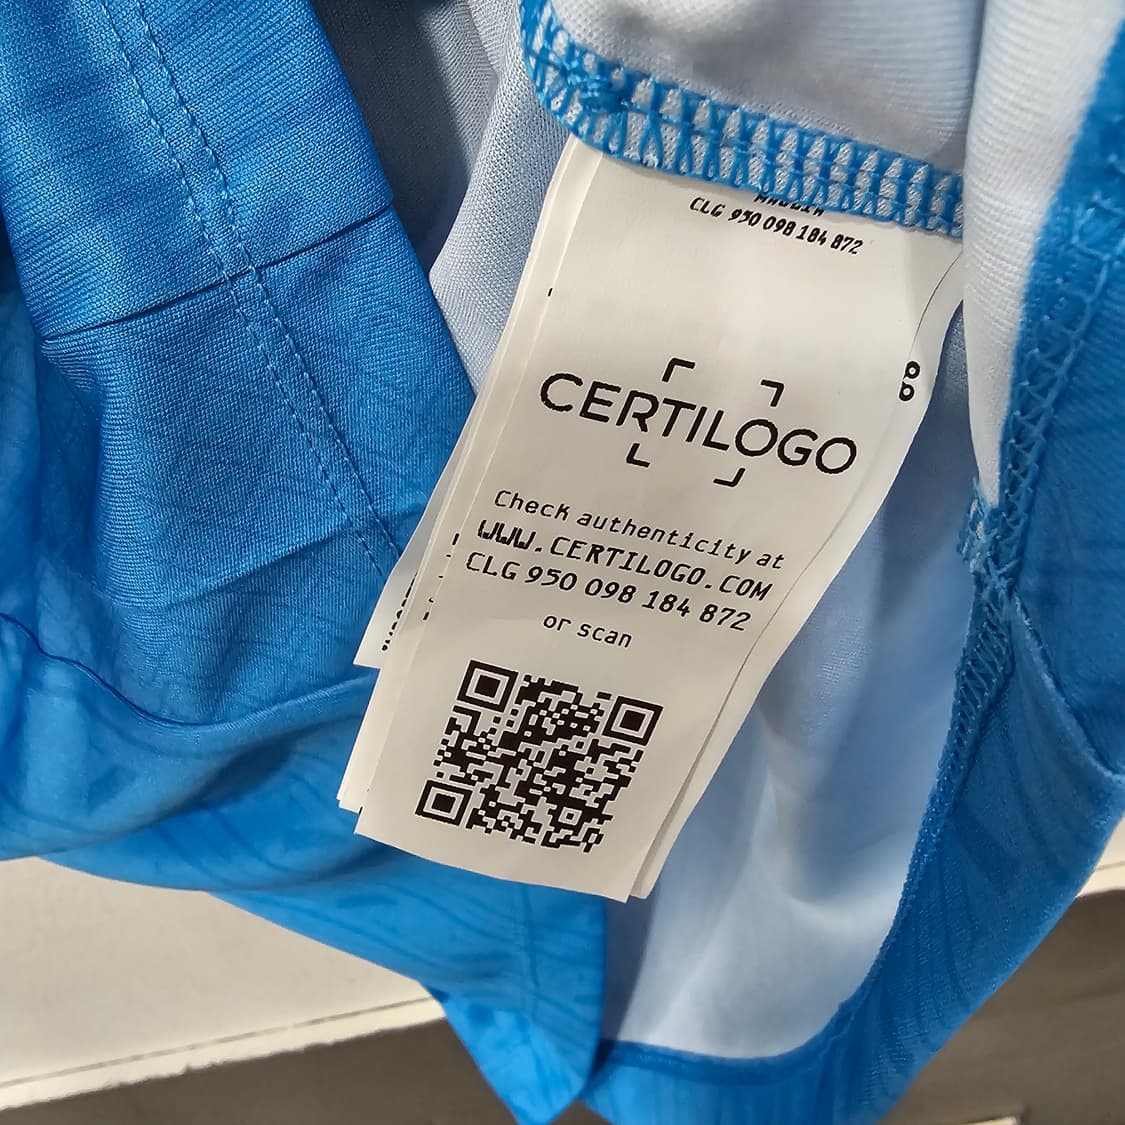 CLG 950 098 184 872
CERTILOGO
Check authenticity at
WWW.CERTILOGO.COM
CLG 950 098 184 872
or scan